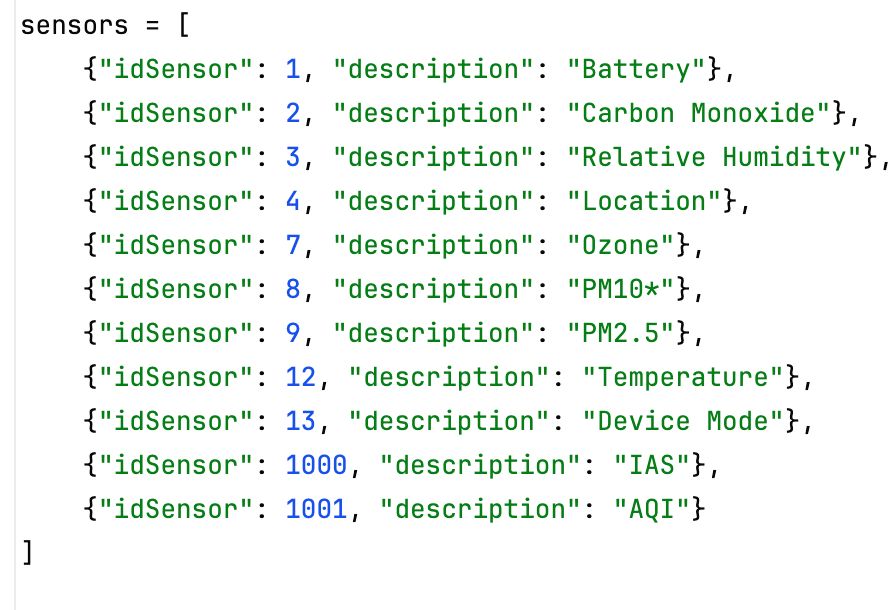 sensors = [
    {"idSensor": 1, "description": "Battery"},
    {"idSensor": 2, "description": "Carbon Monoxide"},
    {"idSensor": 3, "description": "Relative Humidity"},
    {"idSensor": 4, "description": "Location"},
    {"idSensor": 7, "description": "Ozone"},
    {"idSensor": 8, "description": "PM10*"},
    {"idSensor": 9, "description": "PM2.5"},
    {"idSensor": 12, "description": "Temperature"},
    {"idSensor": 13, "description": "Device Mode"},
    {"idSensor": 1000, "description": "IAS"},
    {"idSensor": 1001, "description": "AQI"}
]